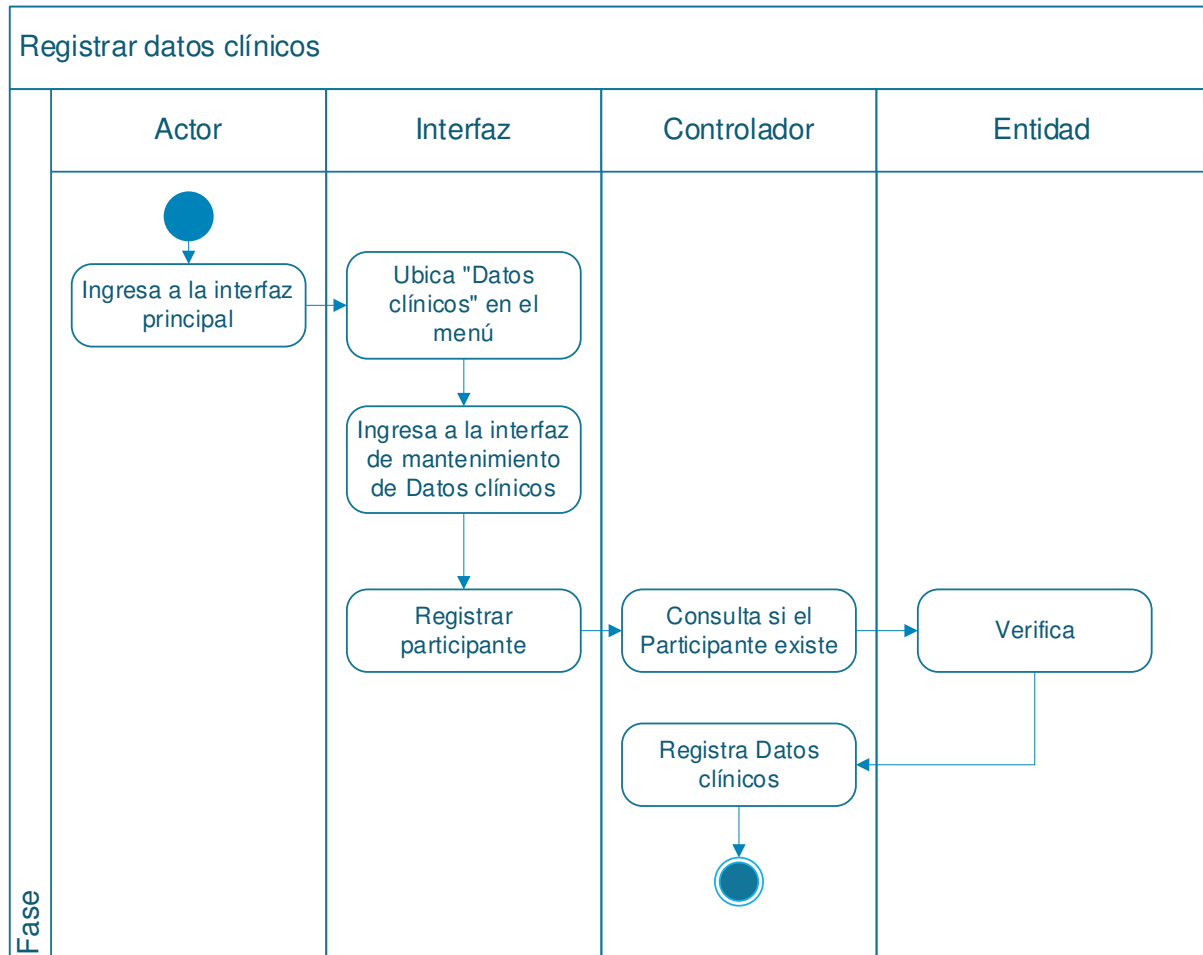 Registrar datos clínicos
Actor
Interfaz
Controlador
Entidad
Ingresa a la interfaz
principal
Ubica "Datos
clínicos" en el
menú
Ingresa a la interfaz
de mantenimiento
de Datos clínicos
Registrar
participante
Consulta si el
Participante existe
Verifica
Registra Datos
clínicos
Fase